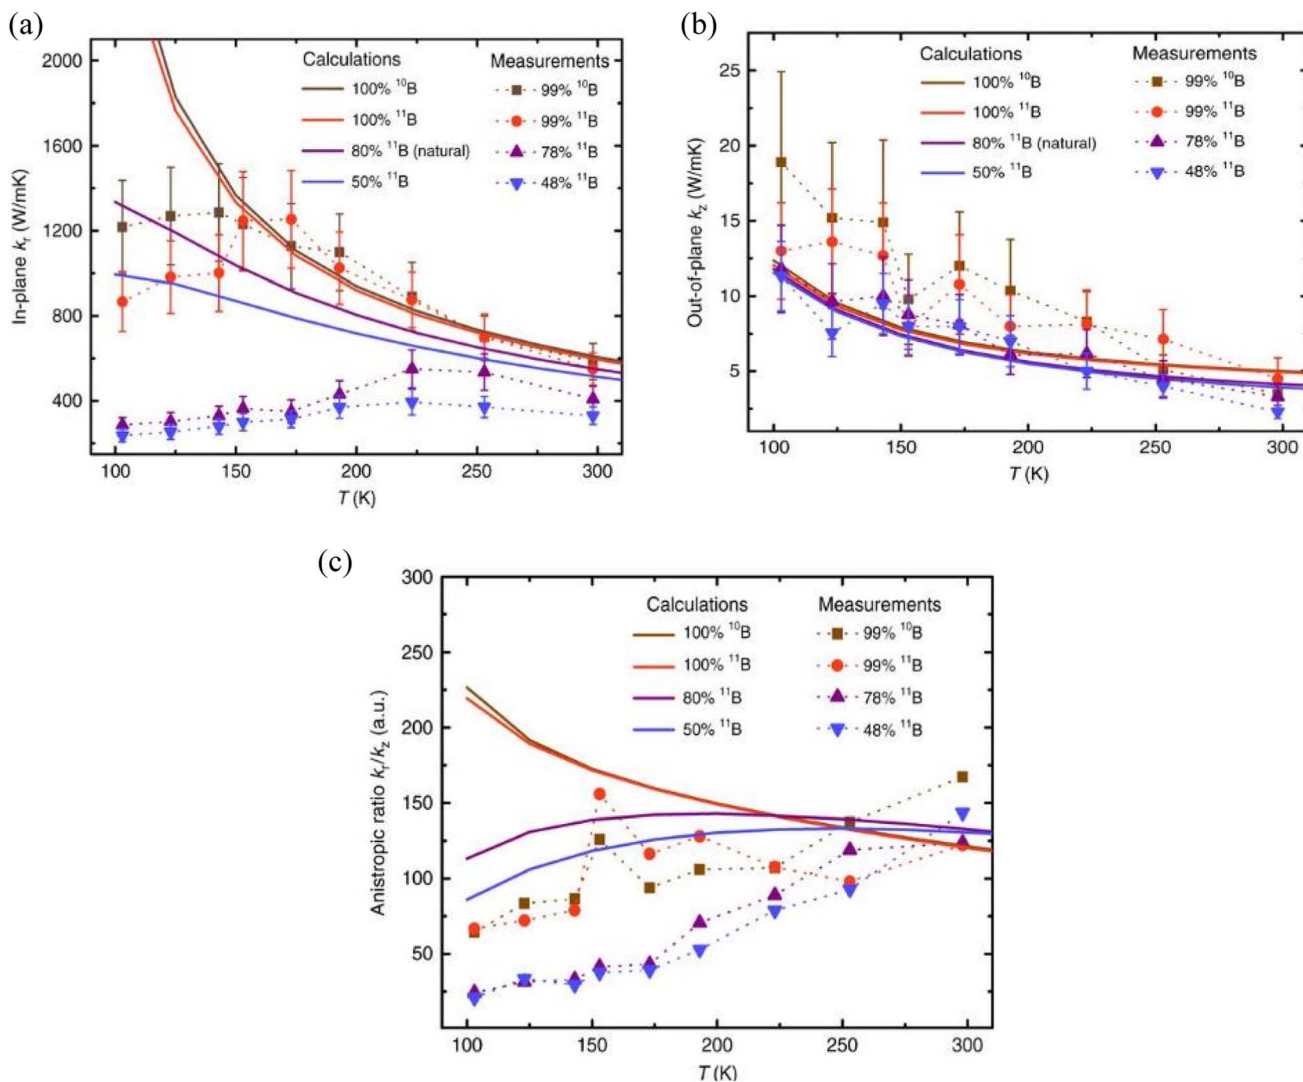 (a)
In-plane kr (W/mK)
2000
1600
1200
800
400
100 150 200 250 300
T (K)
Calculations Measurements
100% 10B 99% 10B
100% 11B 99% 11B
80% 11B (natural) 78% 11B
50% 11B 48% 11B
(b)
Out-of-plane kz (W/mK)
25
20
15
10
5
100 150 200 250 300
T (K)
Calculations Measurements
100% 10B 99% 10B
100% 11B 99% 11B
80% 11B (natural) 78% 11B
50% 11B 48% 11B
(c)
Anistropic ratio kr/kz (a.u.)
300
250
200
150
100
50
100 150 200 250 300
T (K)
Calculations Measurements
100% 10B 99% 10B
100% 11B 99% 11B
80% 11B 78% 11B
50% 11B 48% 11B